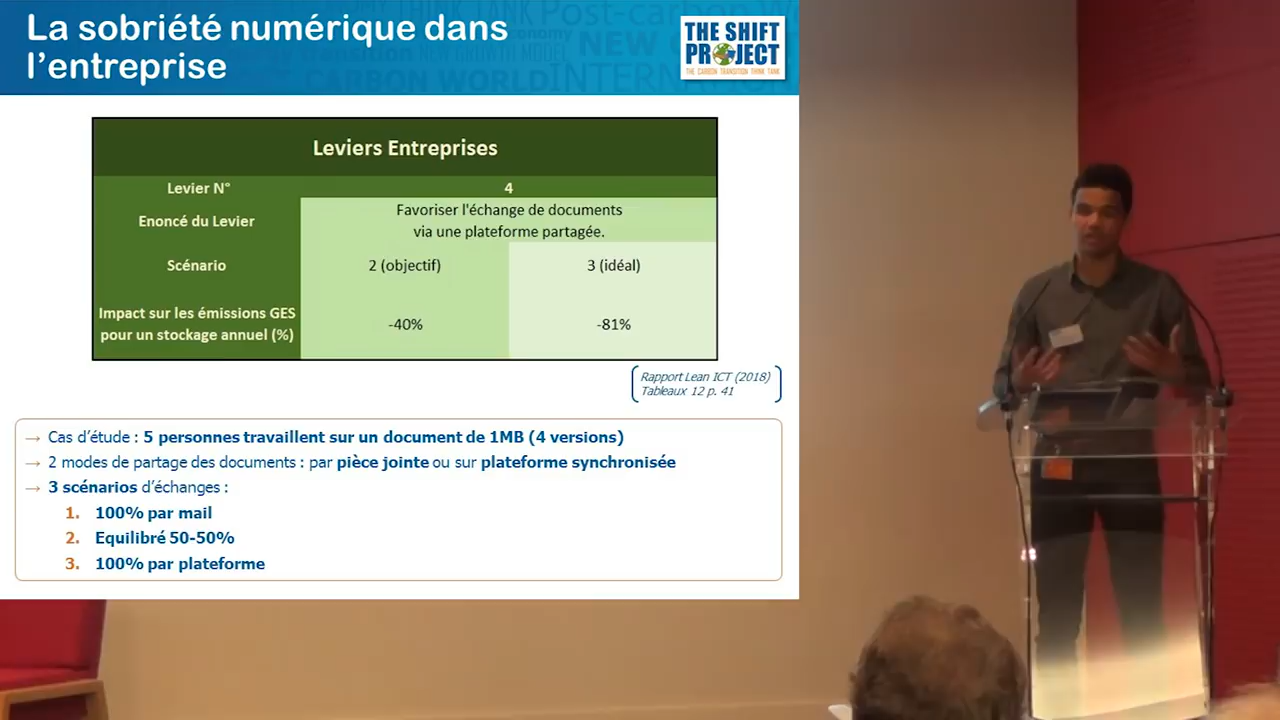 La sobriété numérique dans
l'entreprise
THE SHIFT
PROJECT
THE CARBON TRANSITION THINK TANK
Leviers Entreprises
Levier N° 4
Enoncé du Levier
Favoriser l'échange de documents
via une plateforme partagée.
Scénario 2 (objectif) 3 (idéal)
Impact sur les émissions GES
pour un stockage annuel (%)
-40% -81%
Rapport Lean ICT (2018)
Tableaux 12 p. 41
→ Cas d'étude : 5 personnes travaillent sur un document de 1MB (4 versions)
→ 2 modes de partage des documents : par pièce jointe ou sur plateforme synchronisée
→ 3 scénarios d'échanges :
1. 100% par mail
2. Equilibré 50-50%
3. 100% par plateforme